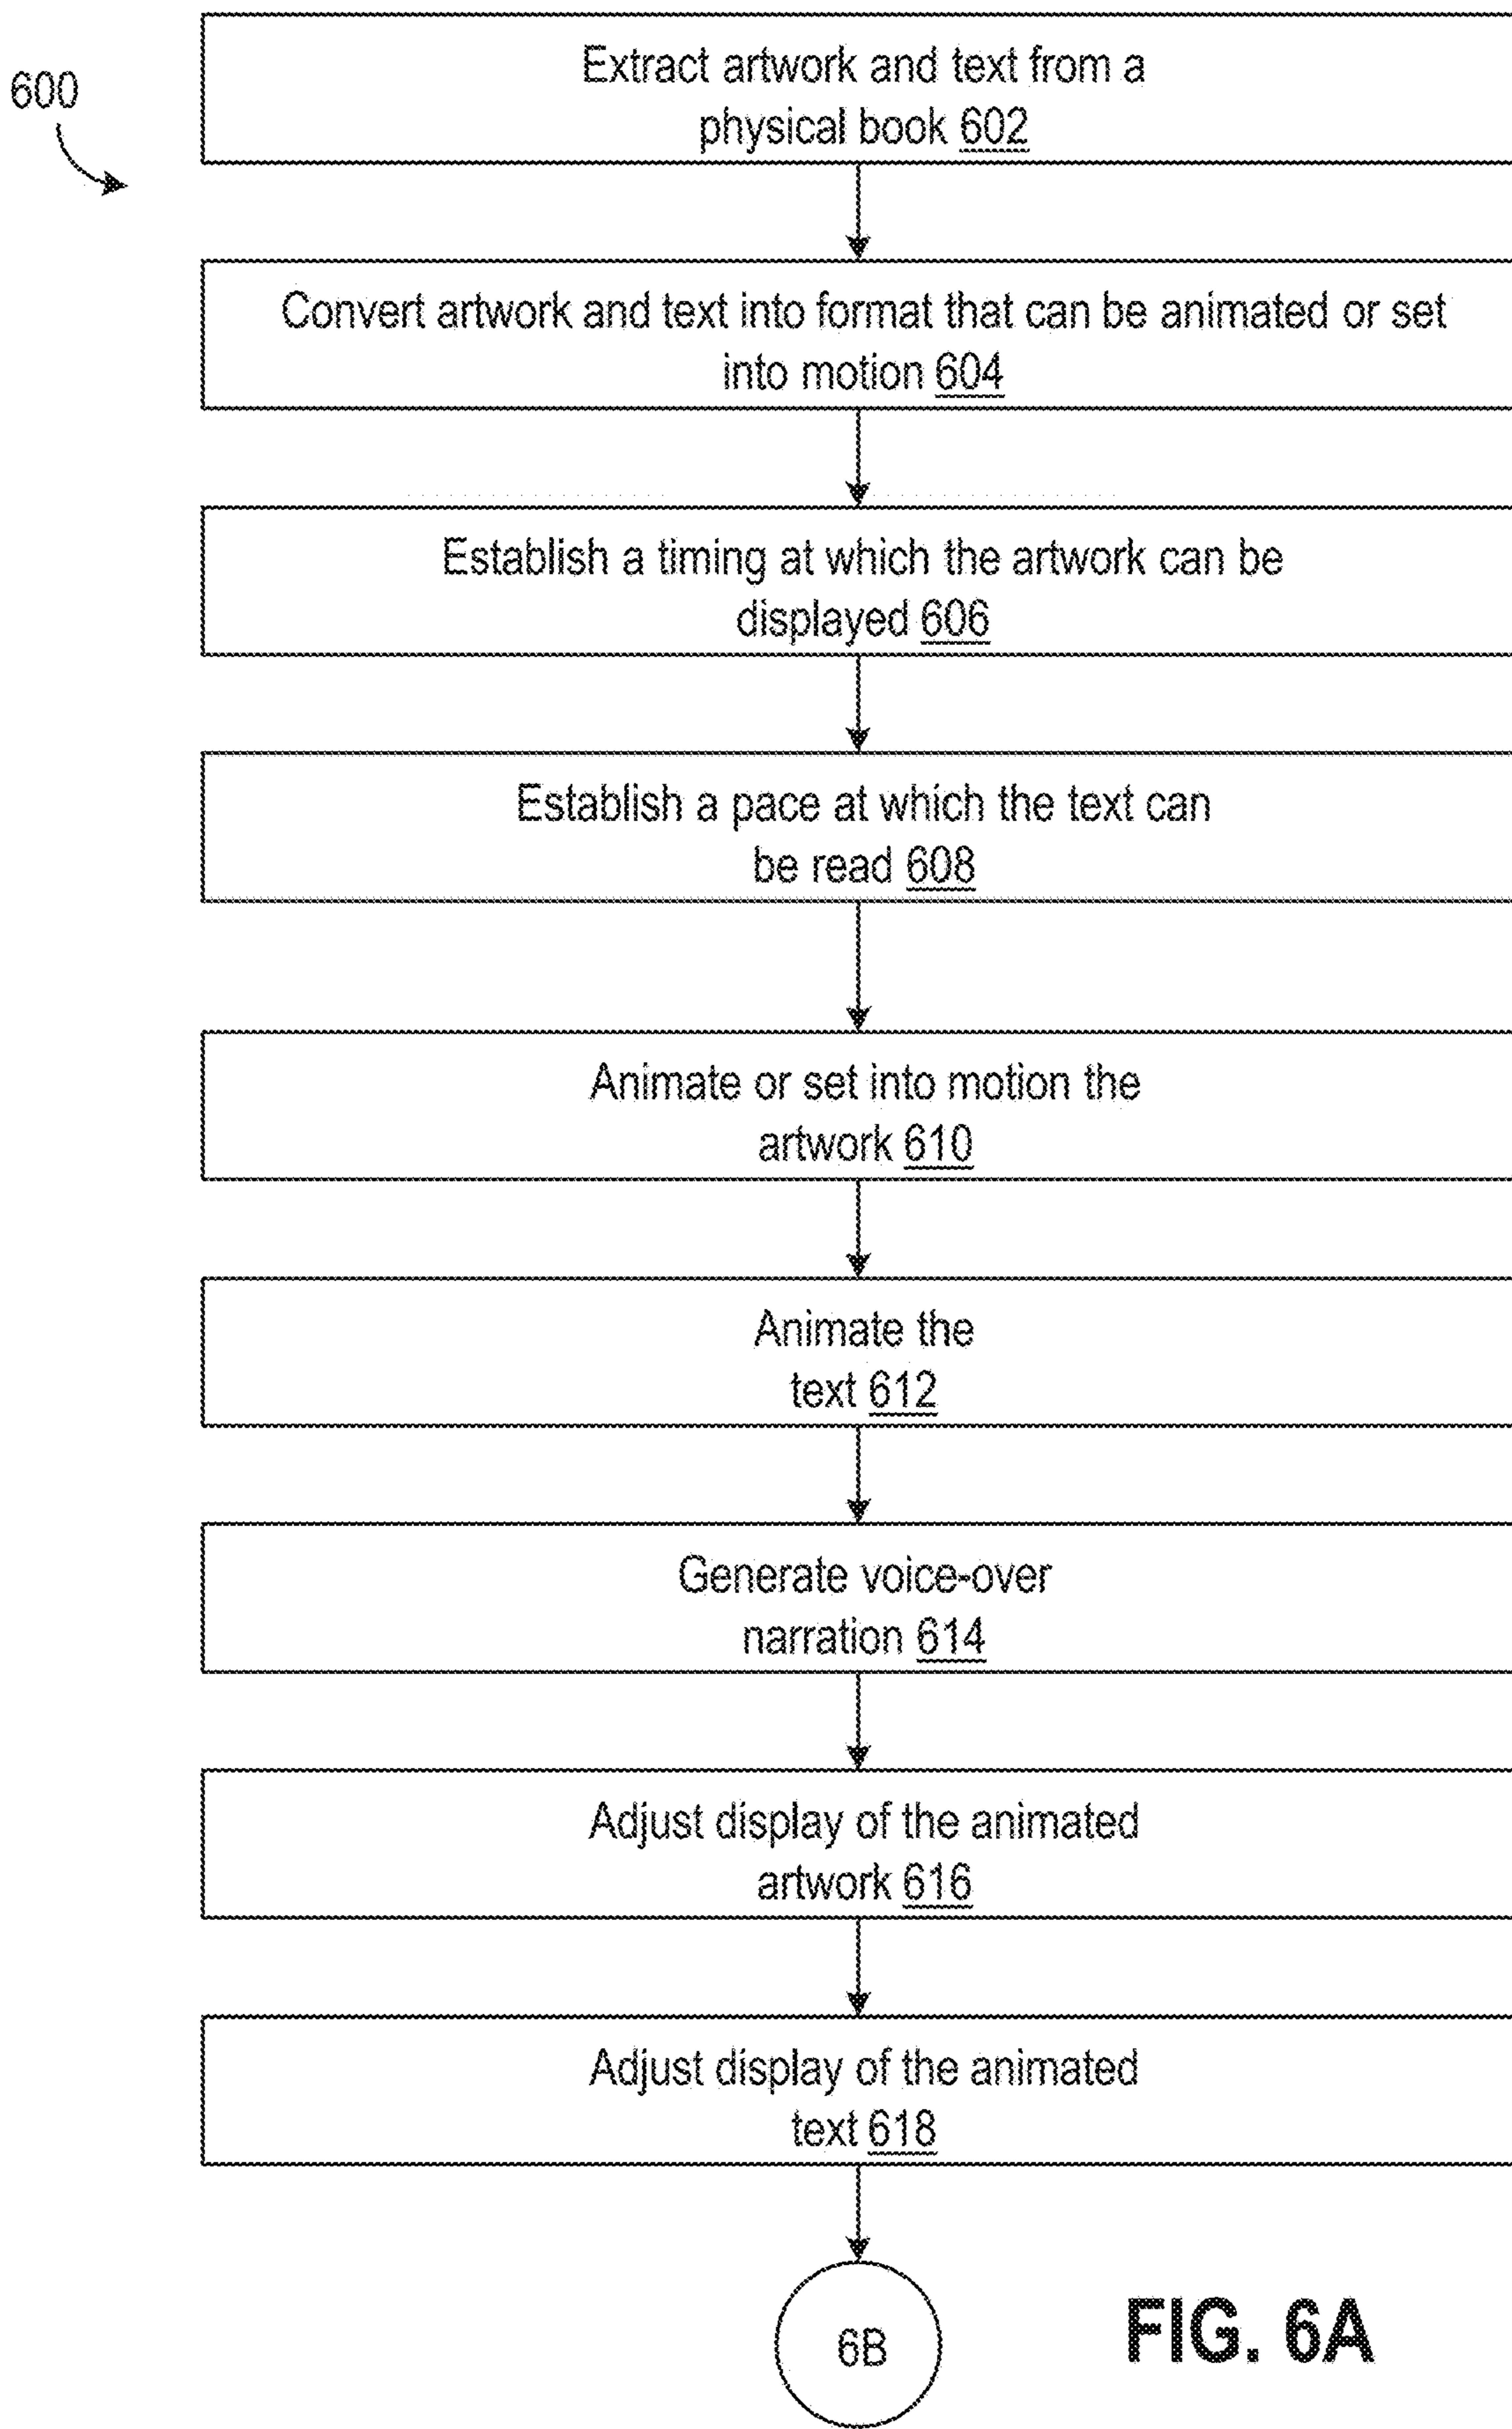 600
Extract artwork and text from a
physical book 602
Convert artwork and text into format that can be animated or set
into motion 604
Establish a timing at which the artwork can be
displayed 606
Establish a pace at which the text can
be read 608
Animate or set into motion the
artwork 610
Animate the
text 612
Generate voice-over
narration 614
Adjust display of the animated
artwork 616
Adjust display of the animated
text 618
6B
FIG. 6A